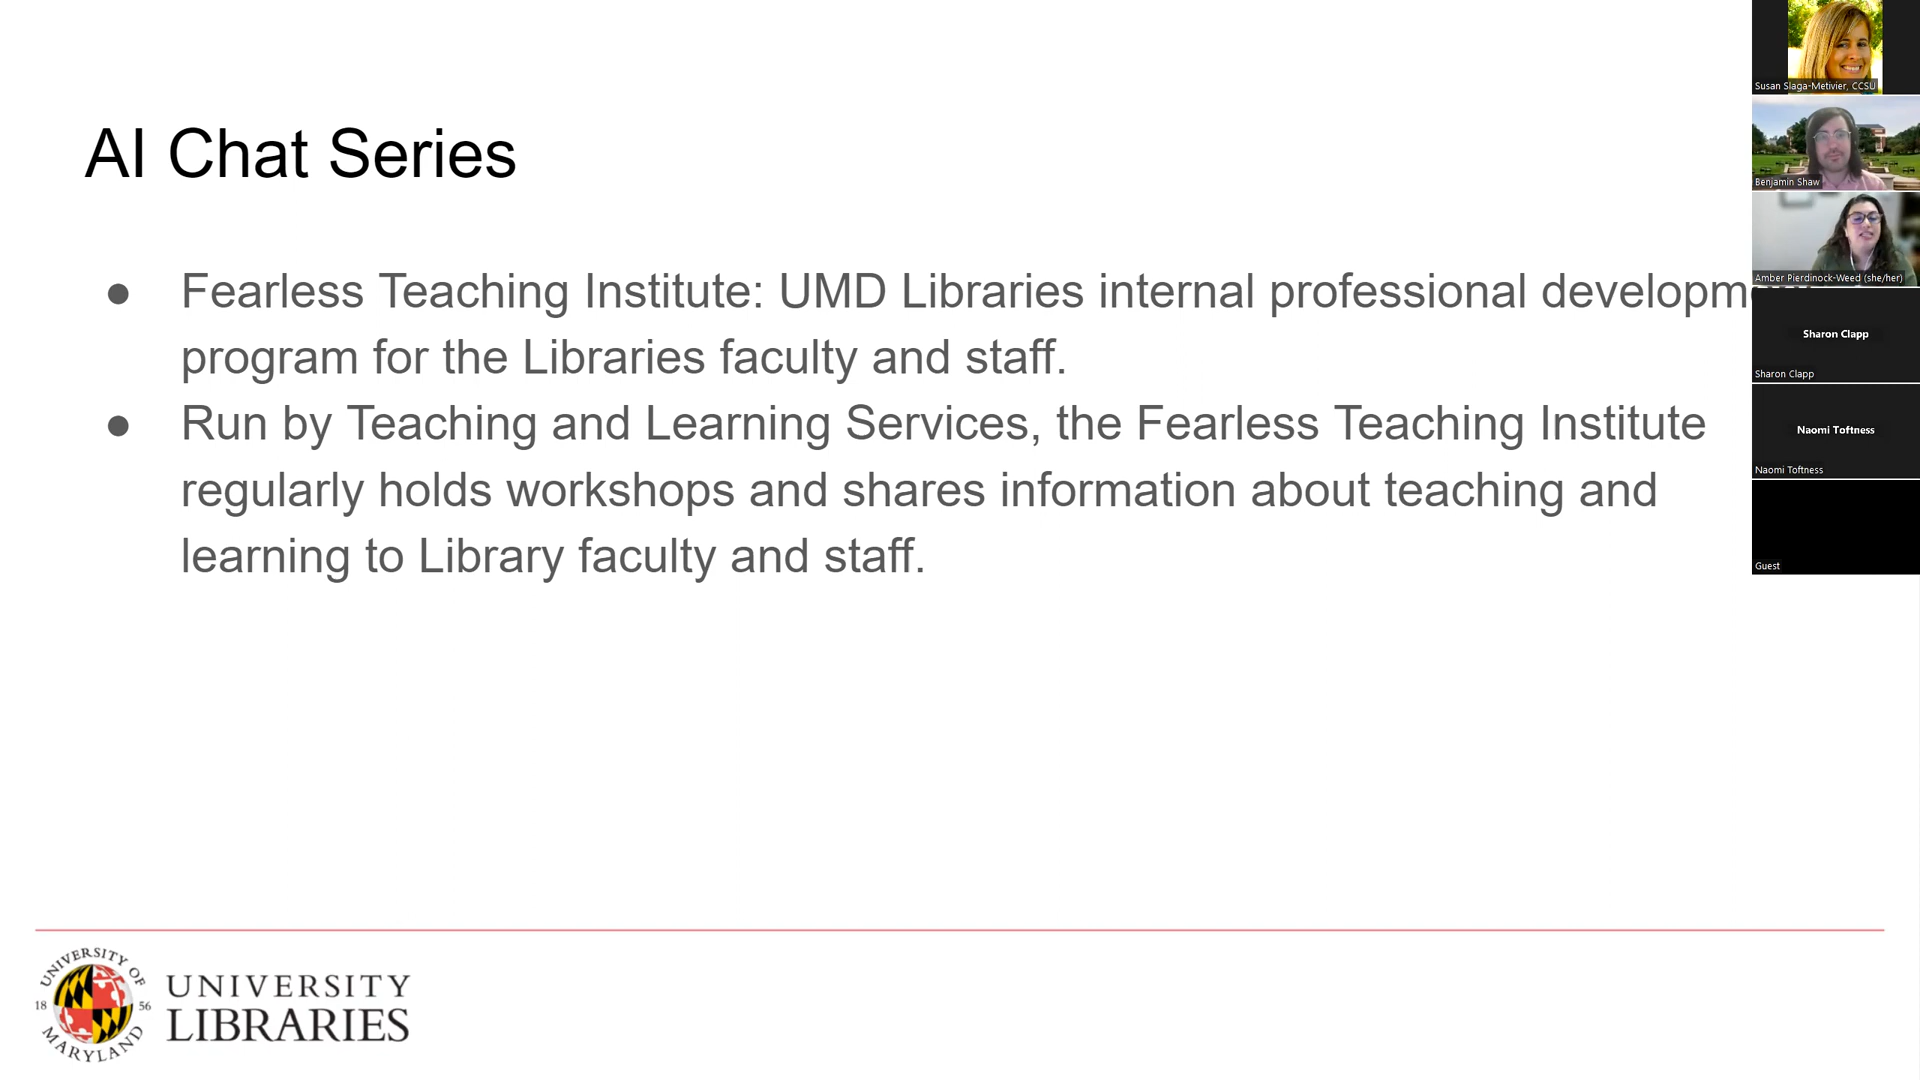 AI Chat Series
● Fearless Teaching Institute: UMD Libraries internal professional
program for the Libraries faculty and staff.
● Run by Teaching and Learning Services, the Fearless Teaching Institute
regularly holds workshops and shares information about teaching and
learning to Library faculty and staff.
Susan Slaga-Metivier, CCSU
Benjamin Shaw
Amber Pierdinock-Weed (she/her)
Sharon Clapp
Sharon Clapp
Naomi Toftness
Naomi Toftness
Guest
UNIVERSITY OF
18 56
MARYLAND
UNIVERSITY
LIBRARIES